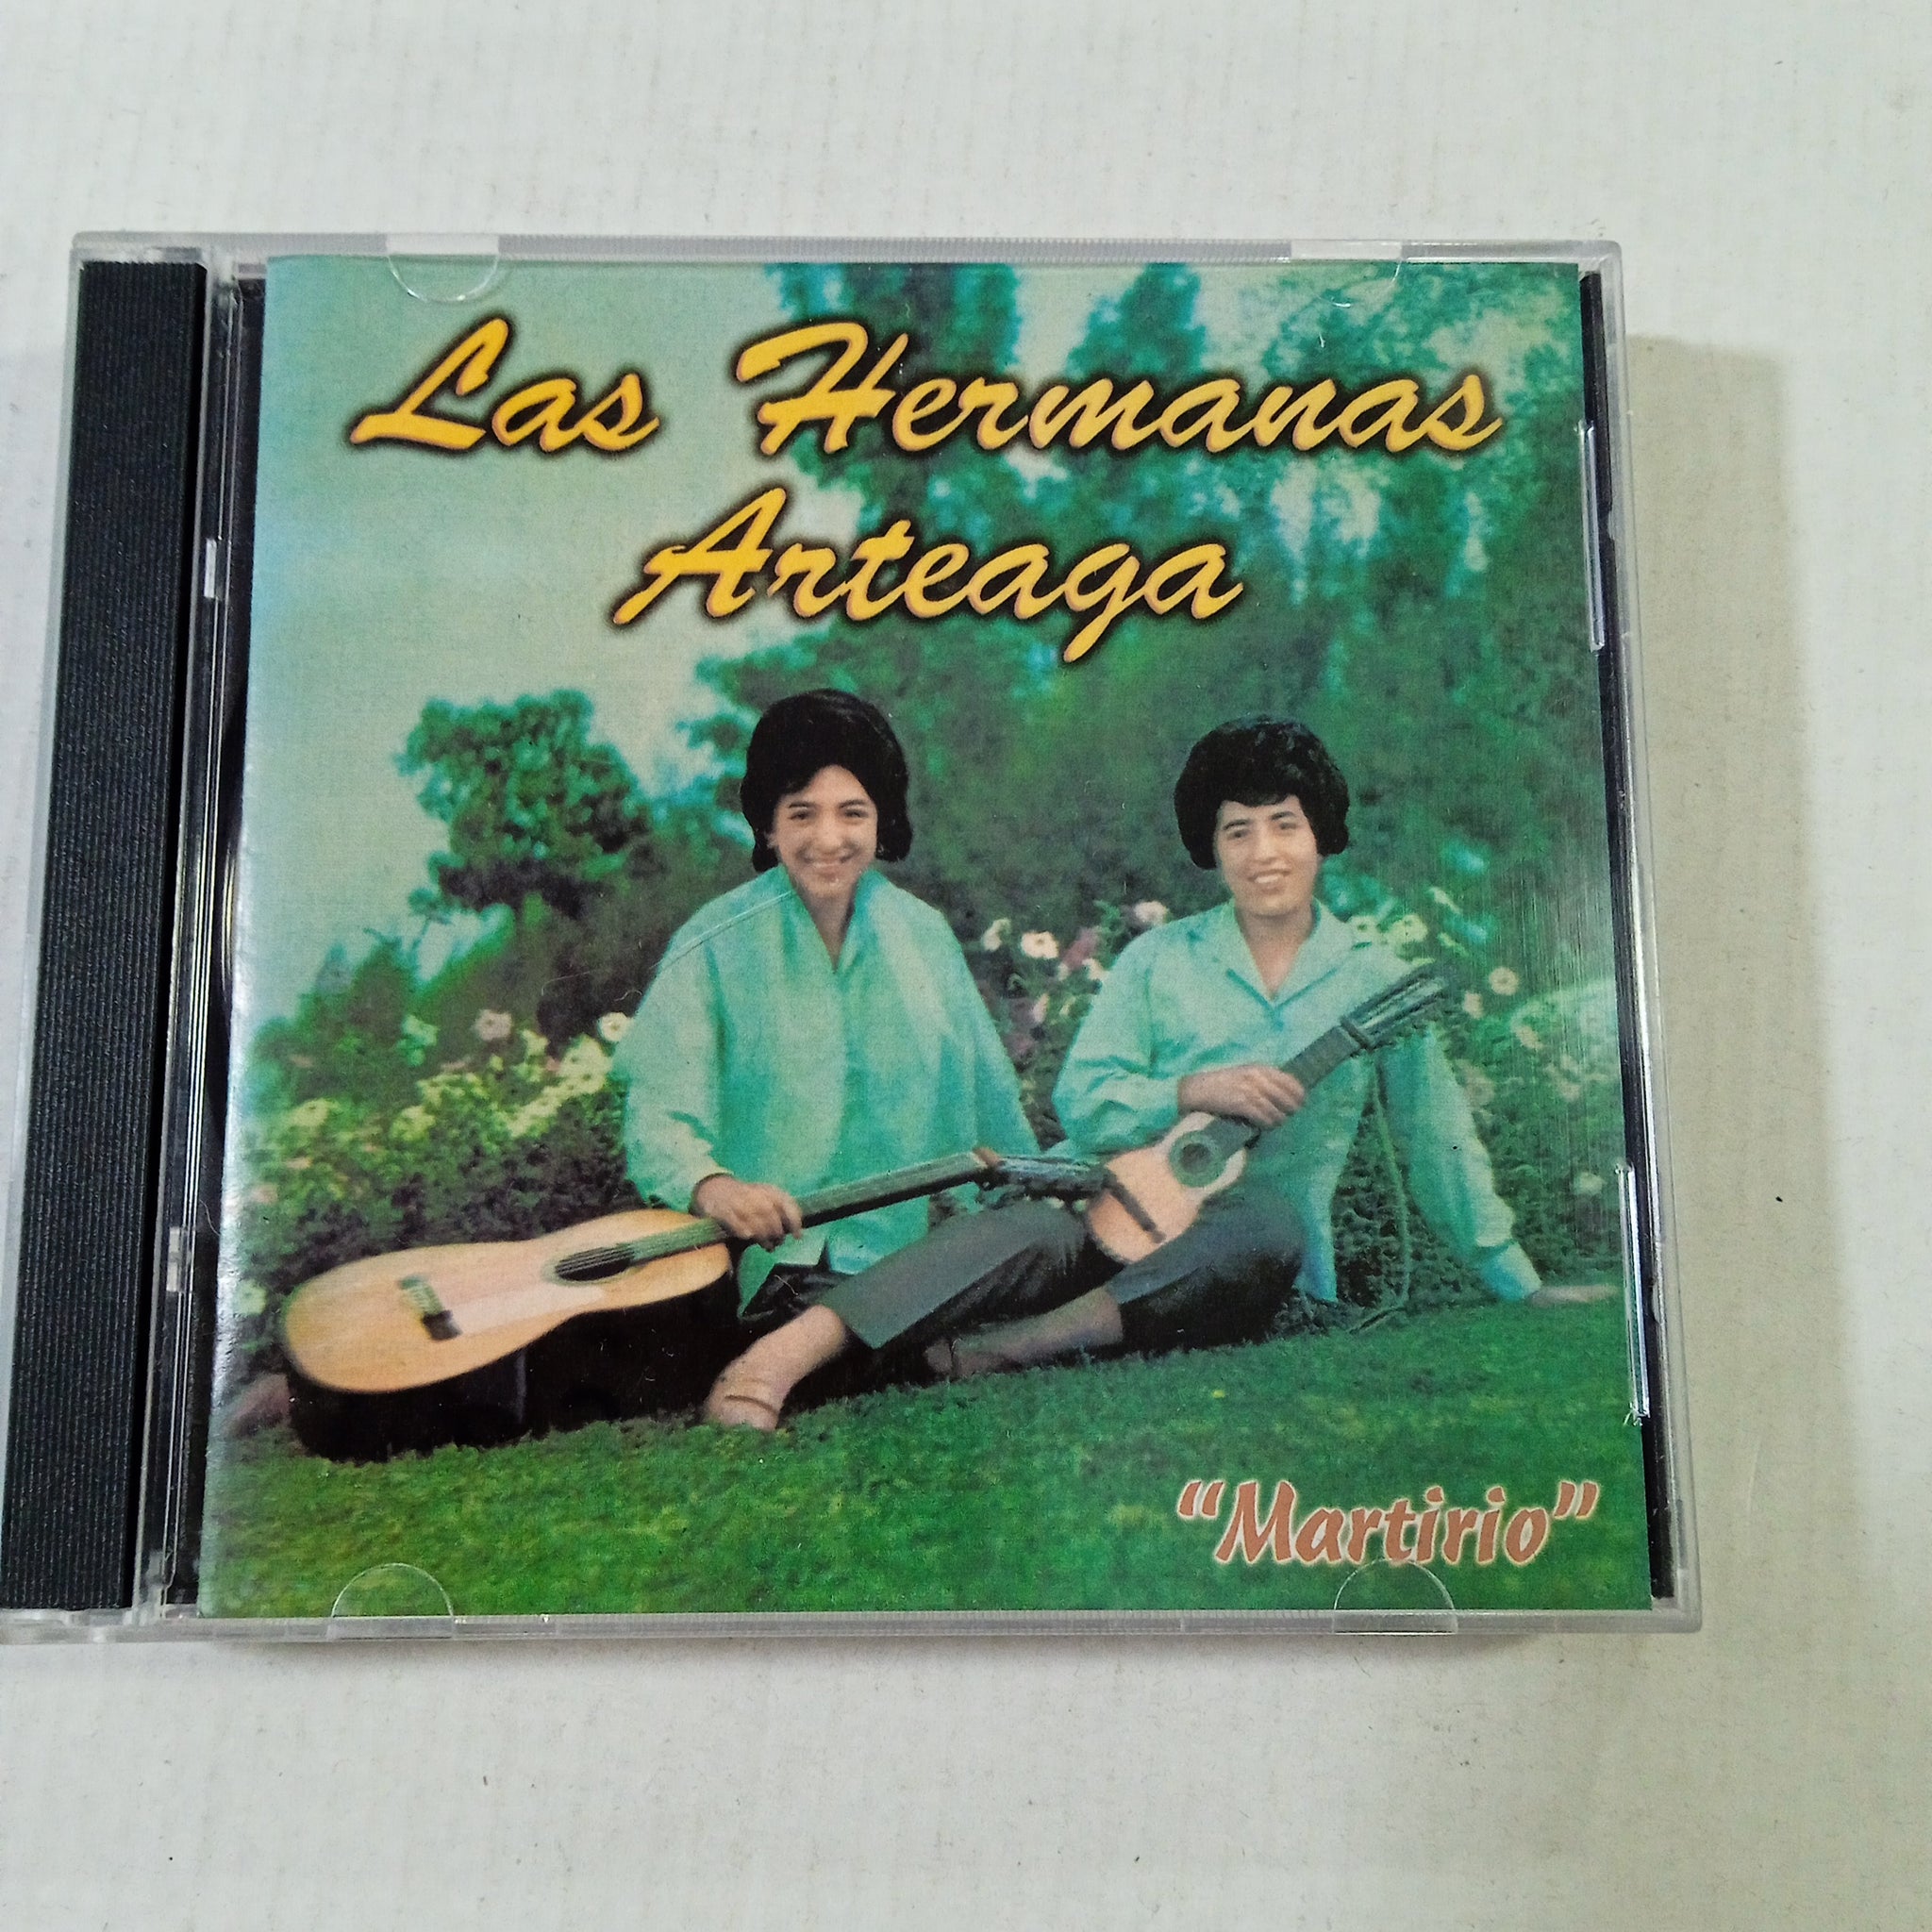 Las Hermanas
Arteaga
"Martirio"